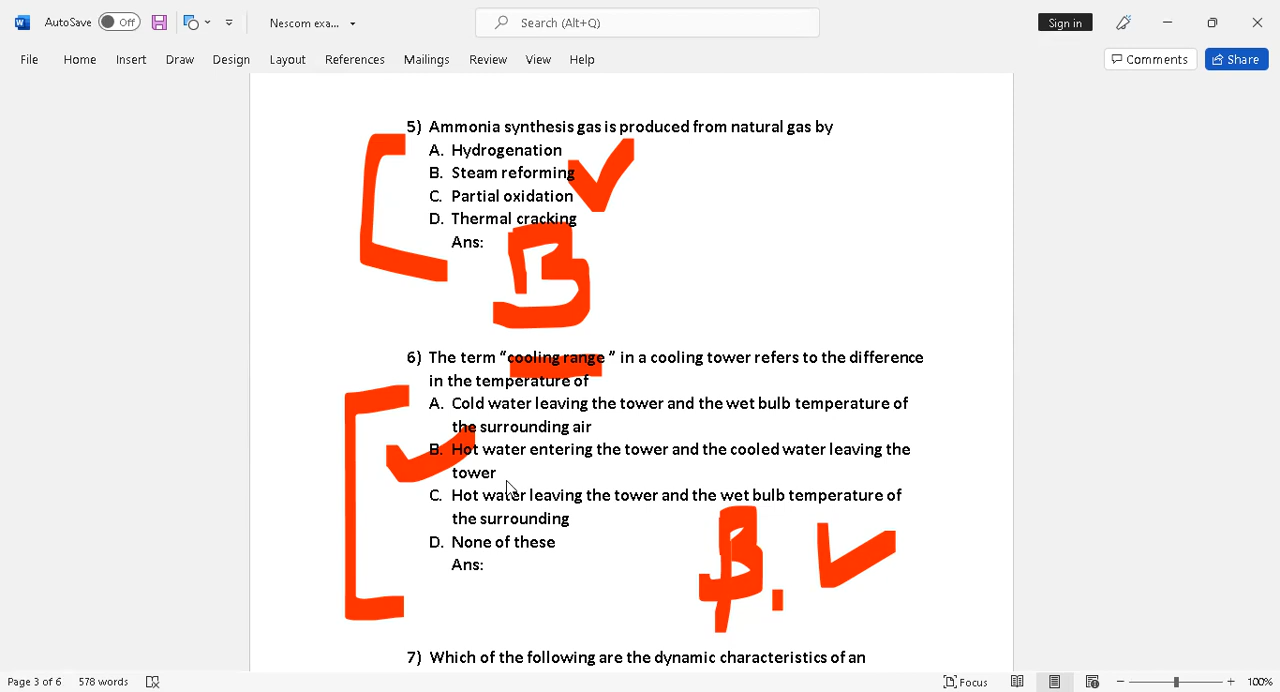 AutoSave Off Nescom exa... Search (Alt+Q) Sign in
File Home Insert Draw Design Layout References Mailings Review View Help Comments Share
5) Ammonia synthesis gas is produced from natural gas by
A. Hydrogenation
B. Steam reforming
C. Partial oxidation
D. Thermal cracking
Ans:
B
6) The term “cooling range ” in a cooling tower refers to the difference
in the temperature of
A. Cold water leaving the tower and the wet bulb temperature of
the surrounding air
B. Hot water entering the tower and the cooled water leaving the
tower
C. Hot water leaving the tower and the wet bulb temperature of
the surrounding
D. None of these
Ans:
B.
7) Which of the following are the dynamic characteristics of an
Page 3 of 6 578 words Focus 100%